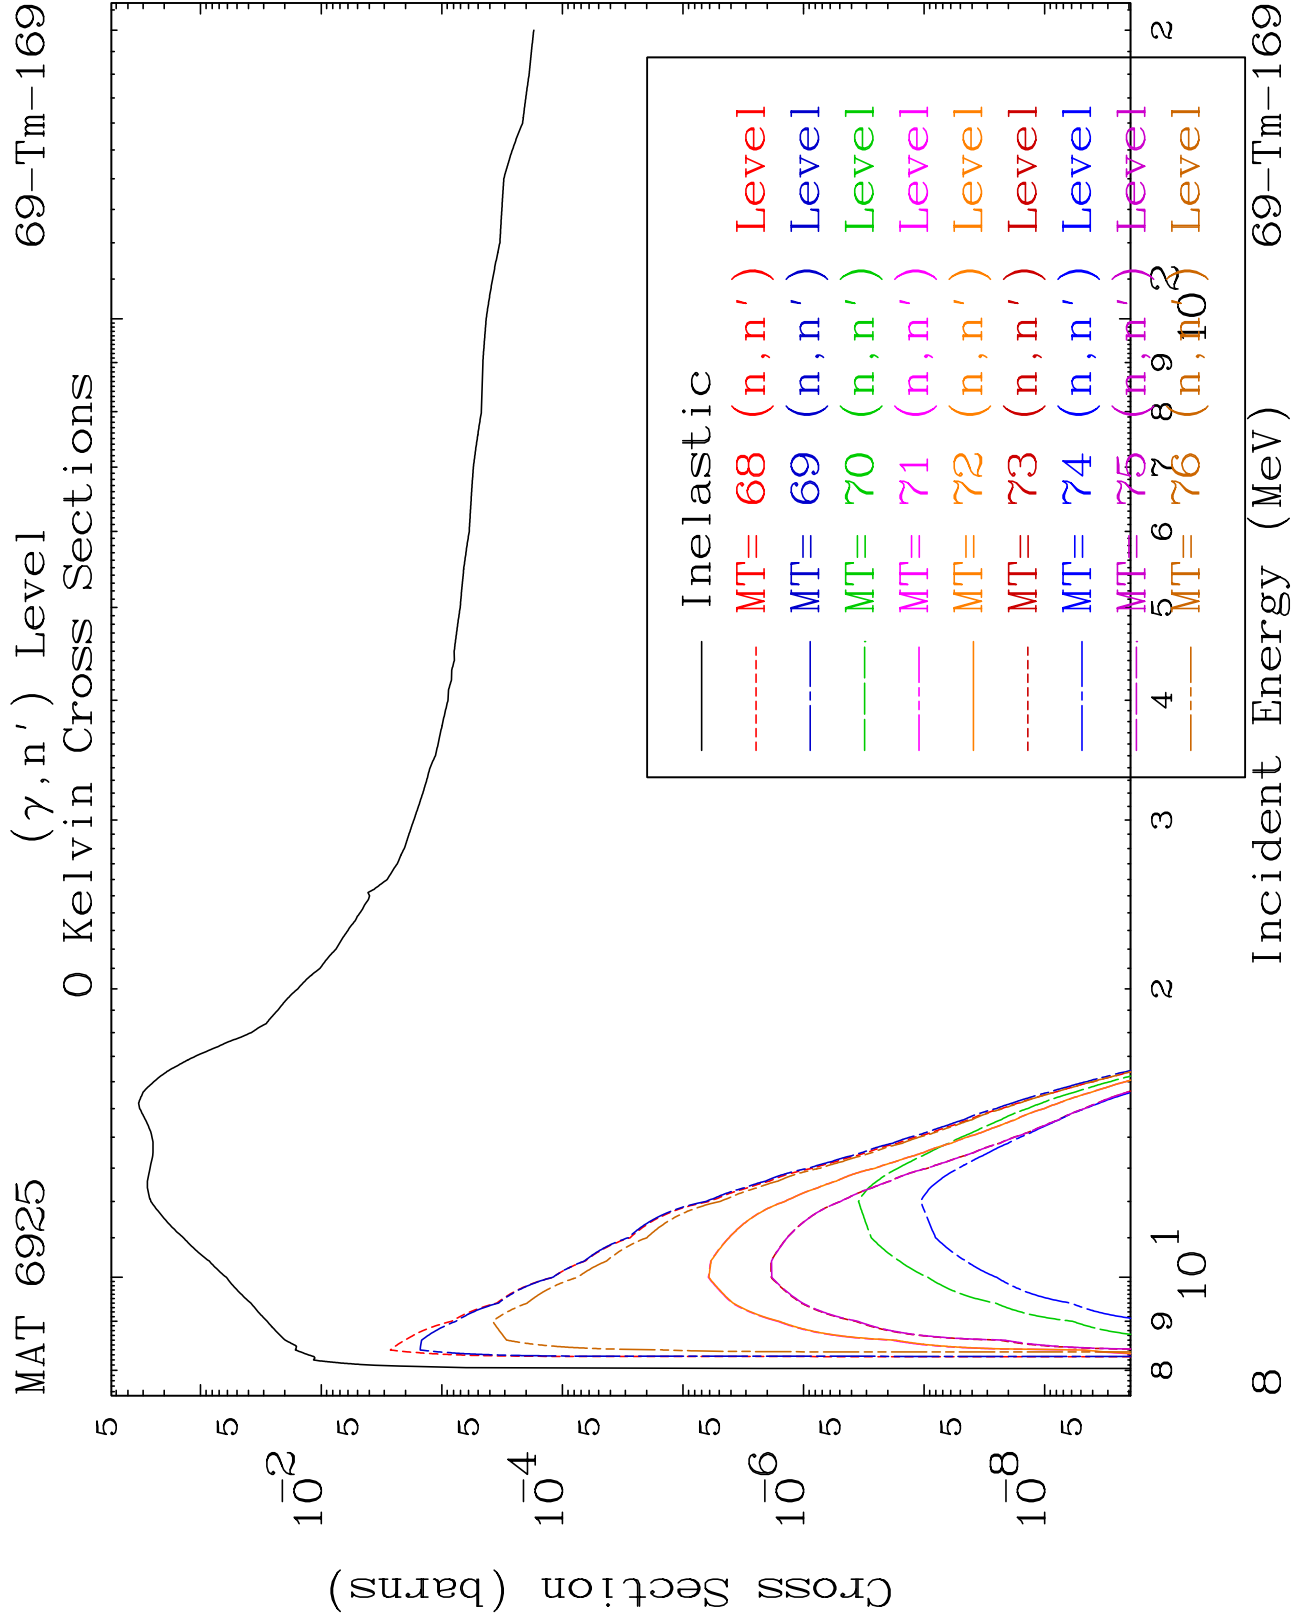 MAT 6925 (γ,n') Level 69-Tm-169
0 Kelvin Cross Sections
Cross Section (barns)
5
5
10-2
5
5
10-4
5
5
10-6
5
5
10-8
5
Inelastic
MT= 68 (n,n') Level
MT= 69 (n,n') Level
MT= 70 (n,n') Level
MT= 71 (n,n') Level
MT= 72 (n,n') Level
MT= 73 (n,n') Level
MT= 74 (n,n') Level
MT= 75 (n,n') Level
MT= 76 (n,n') Level
8 9 10 1 2 3 4 5 6 7 8 9 10 2 2
8 Incident Energy (MeV) 69-Tm-169